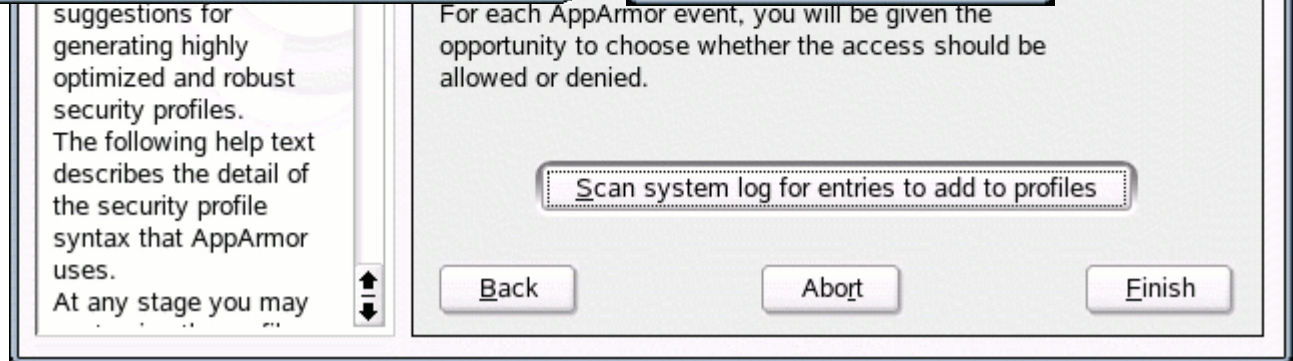 suggestions for
generating highly
optimized and robust
security profiles.
The following help text
describes the detail of
the security profile
syntax that AppArmor
uses.
At any stage you may
For each AppArmor event, you will be given the
opportunity to choose whether the access should be
allowed or denied.
Scan system log for entries to add to profiles
Back
Abort
Finish